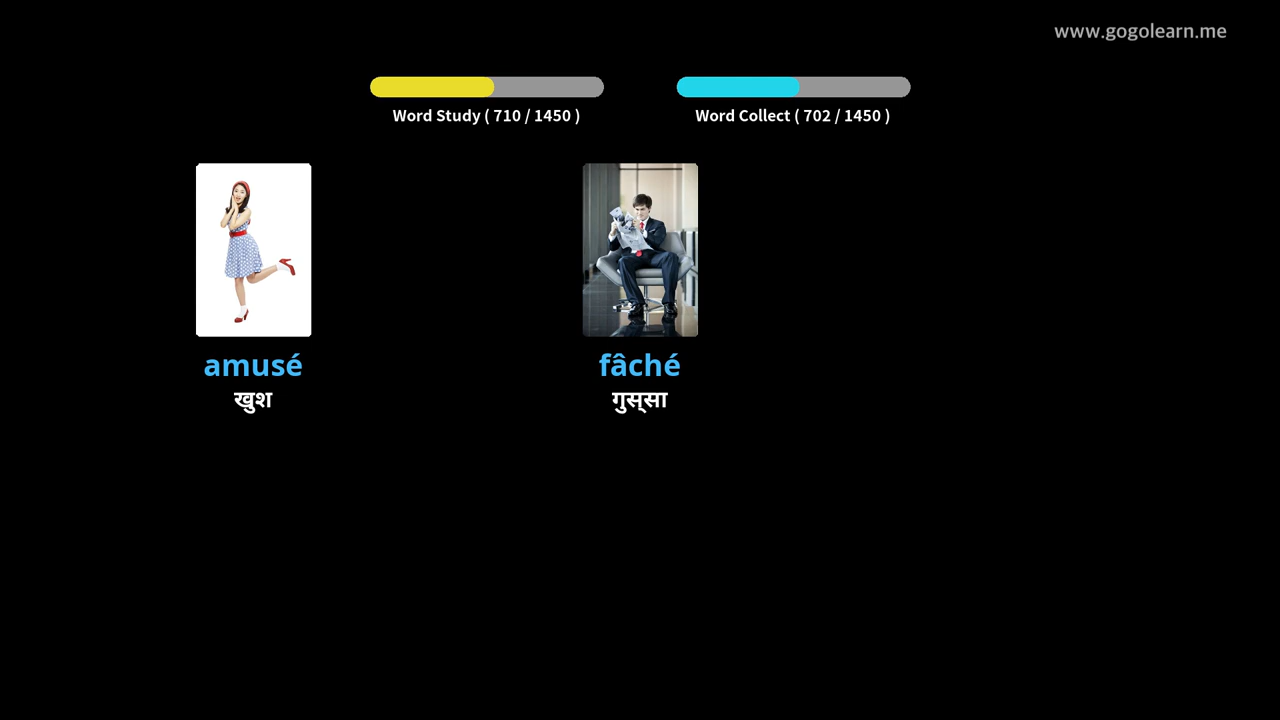 www.gogolearn.me
Word Study ( 710 / 1450 )
Word Collect ( 702 / 1450 )
amusé
खुश
fâché
गुस्सा